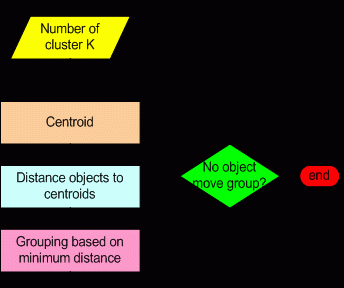 Number of
cluster K
Centroid
Distance objects to
centroids
Grouping based on
minimum distance
No object
move group?
end